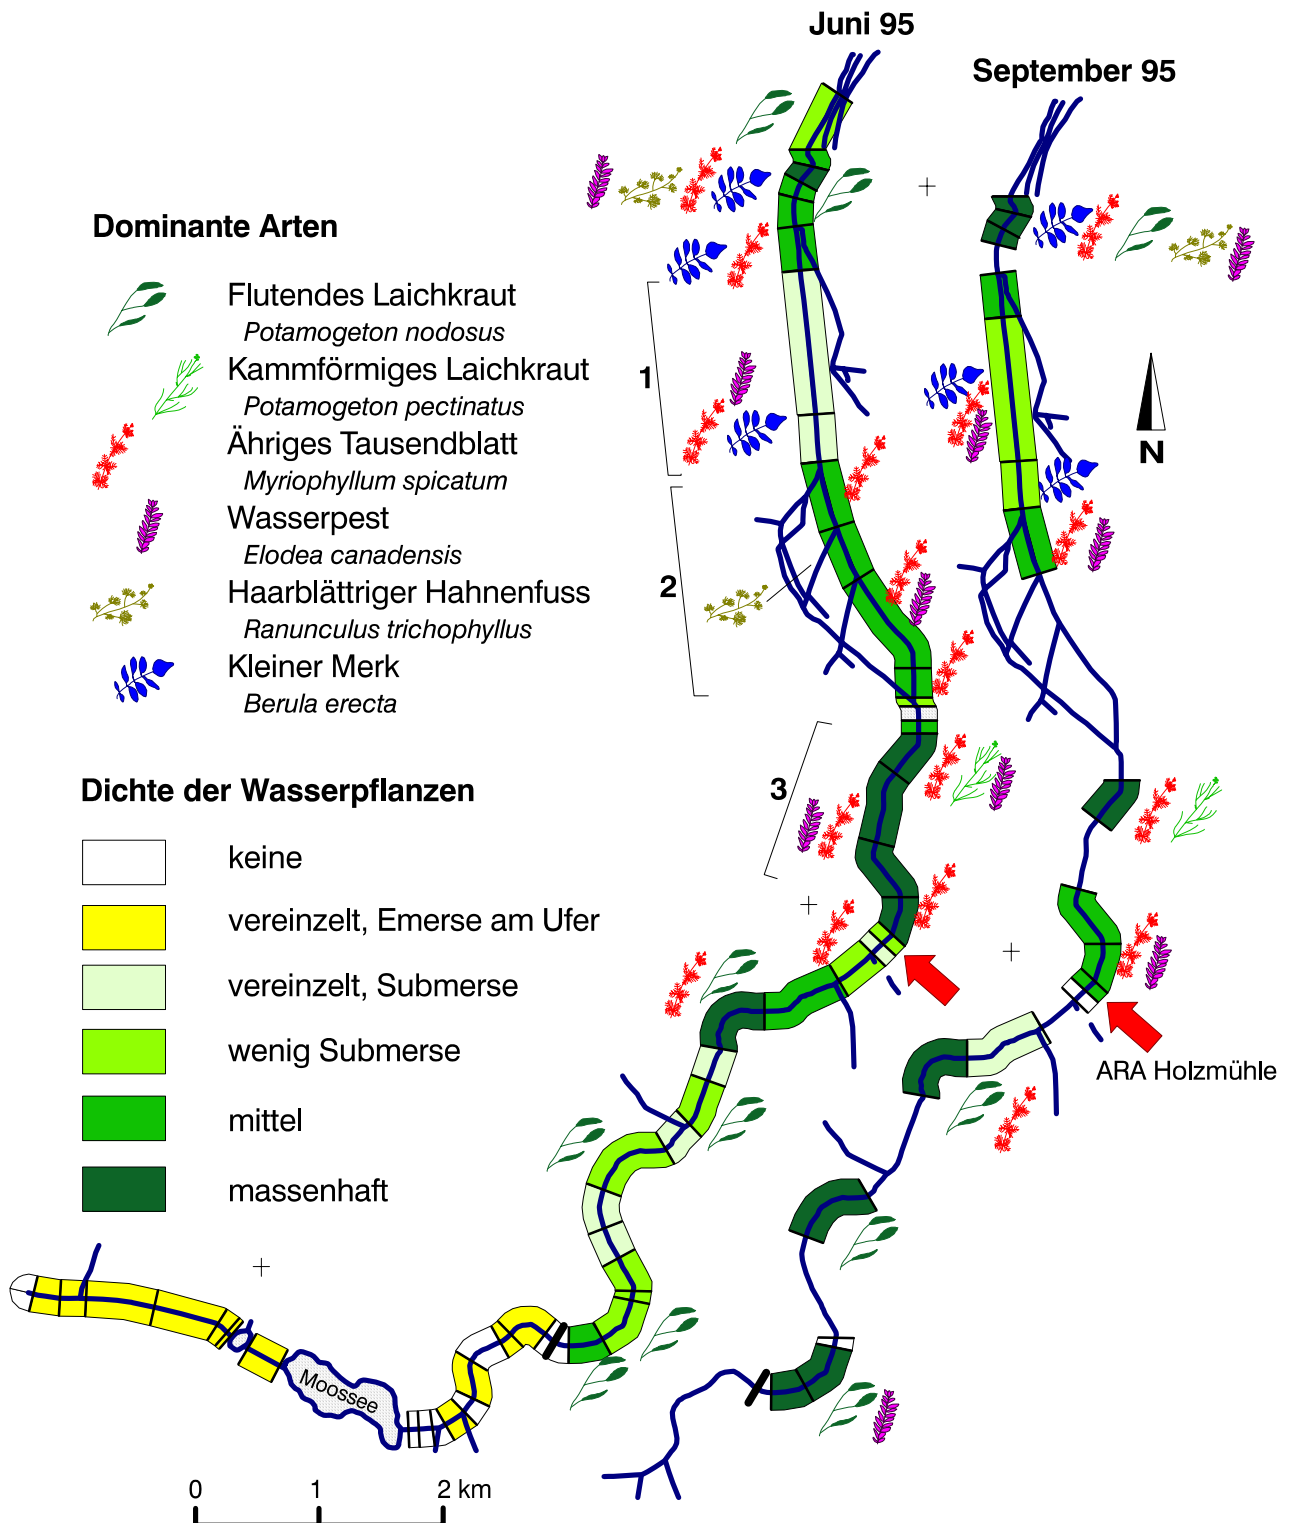 Juni 95
September 95
Dominante Arten
Flutendes Laichkraut
Potamogeton nodosus
Kammförmiges Laichkraut
Potamogeton pectinatus
Ähriges Tausendblatt
Myriophyllum spicatum
Wasserpest
Elodea canadensis
Haarblättriger Hahnenfuss
Ranunculus trichophyllus
Kleiner Merk
Berula erecta
1
2
3
N
Dichte der Wasserpflanzen
keine
vereinzelt, Emerse am Ufer
vereinzelt, Submerse
wenig Submerse
mittel
massenhaft
ARA Holzmühle
Moossee
0 1 2 km